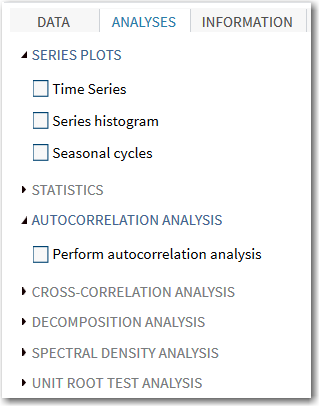 DATA ANALYSES INFORMATION
SERIES PLOTS
Time Series
Series histogram
Seasonal cycles
STATISTICS
AUTOCORRELATION ANALYSIS
Perform autocorrelation analysis
CROSS-CORRELATION ANALYSIS
DECOMPOSITION ANALYSIS
SPECTRAL DENSITY ANALYSIS
UNIT ROOT TEST ANALYSIS